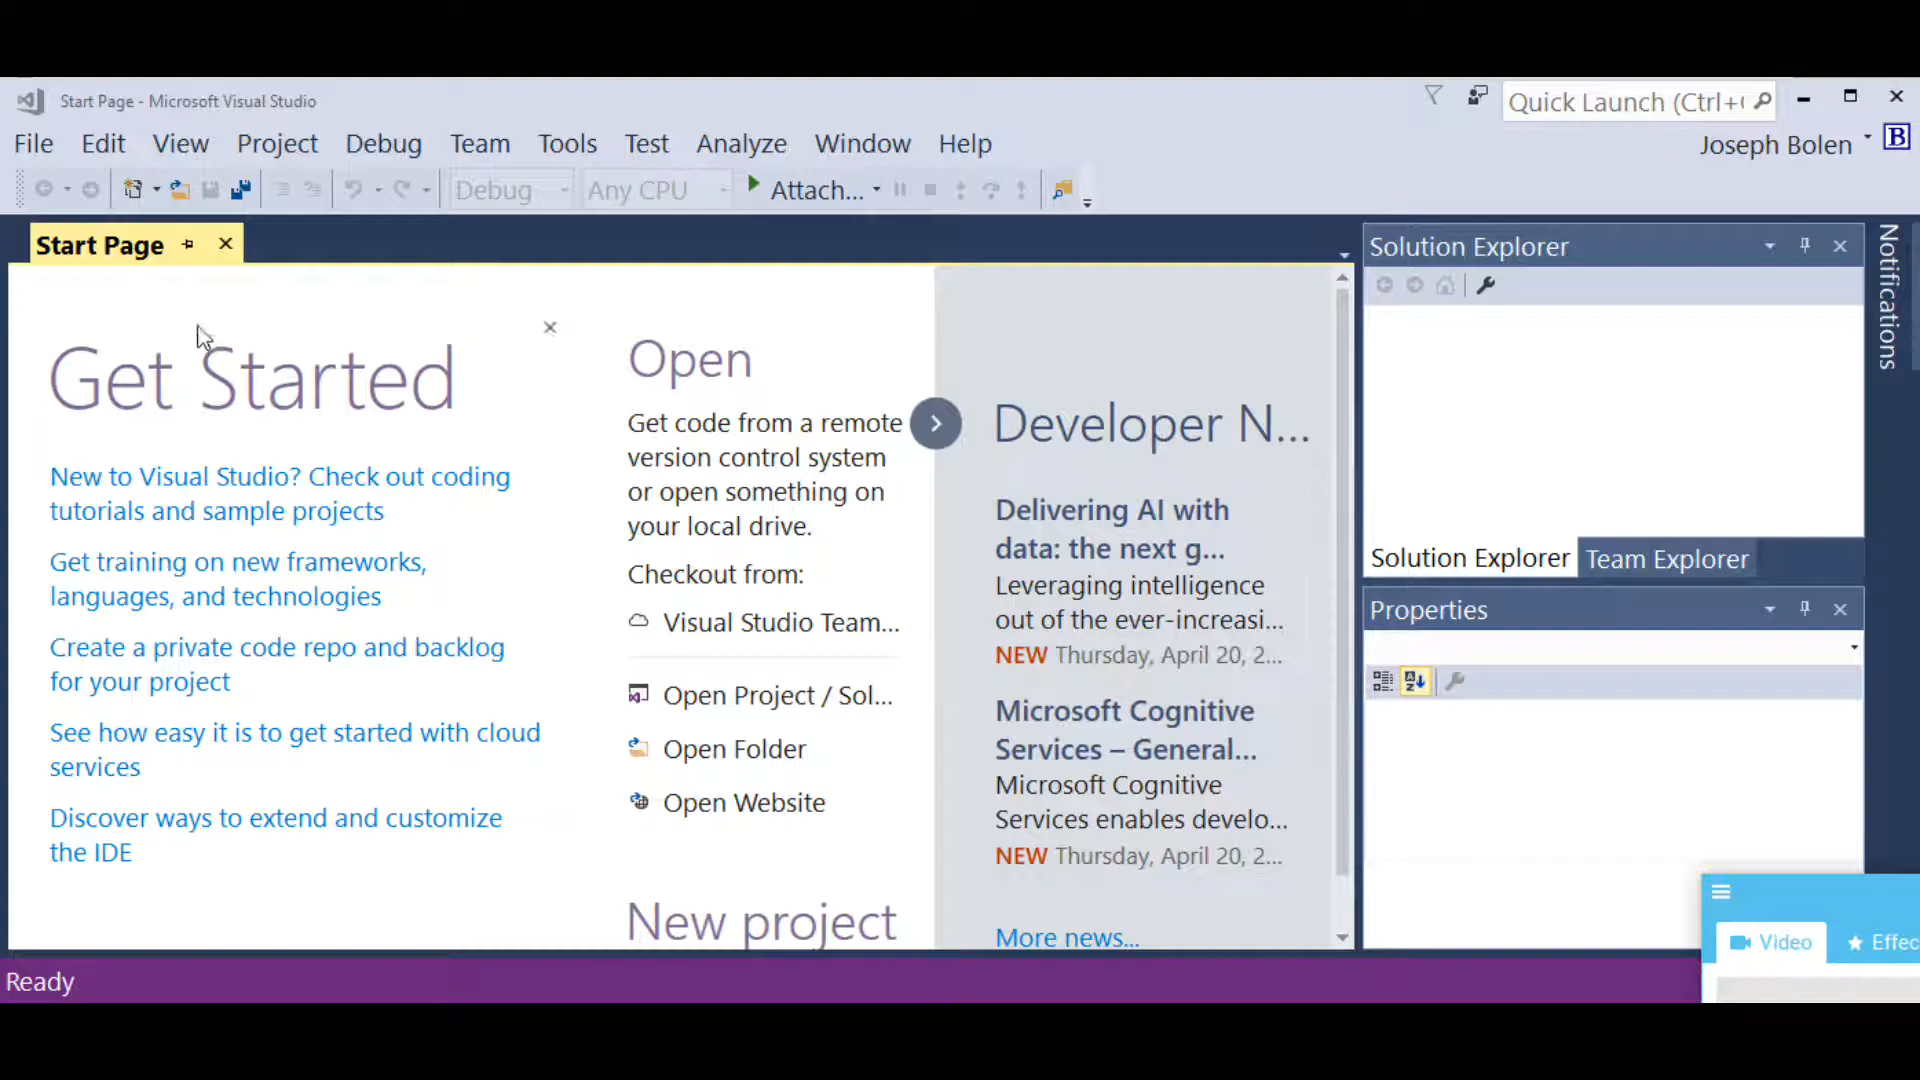 Start Page - Microsoft Visual Studio
Quick Launch (Ctrl+
File Edit View Project Debug Team Tools Test Analyze Window Help
Joseph Bolen
B
Debug Any CPU Attach...
Start Page
Get Started
New to Visual Studio? Check out coding
tutorials and sample projects
Get training on new frameworks,
languages, and technologies
Create a private code repo and backlog
for your project
See how easy it is to get started with cloud
services
Discover ways to extend and customize
the IDE
Open
Get code from a remote
version control system
or open something on
your local drive.
Checkout from:
Visual Studio Team...
Open Project / Sol...
Open Folder
Open Website
New project
Developer N...
Delivering AI with
data: the next g...
Leveraging intelligence
out of the ever-increasi...
NEW Thursday, April 20, 2...
Microsoft Cognitive
Services – General...
Microsoft Cognitive
Services enables develo...
NEW Thursday, April 20, 2...
More news...
Solution Explorer
Solution Explorer Team Explorer
Properties
Notifications
Video Effec
Ready